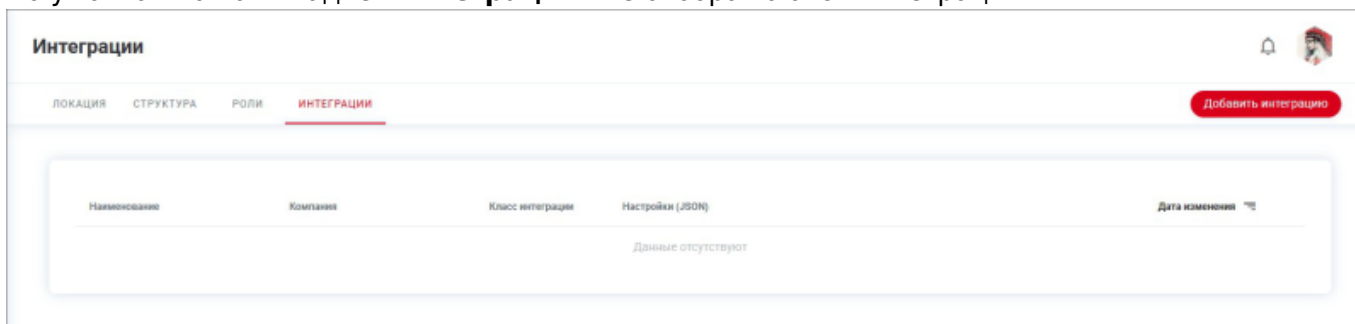 Интеграции
ЛОКАЦИЯ СТРУКТУРА РОЛИ ИНТЕГРАЦИИ Добавить интеграцию
Наименование Компания Класс интеграции Настройки (JSON) Дата изменения
Данные отсутствуют